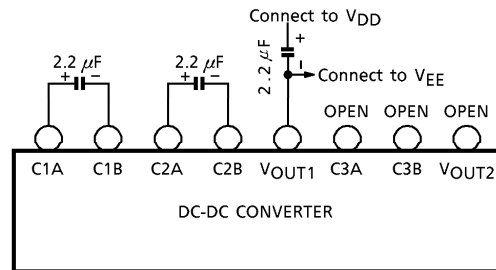 Connect to VDD
2.2 μF
2.2 μF
2.2 μF
+ −
+ −
+
−
Connect to VEE
OPEN OPEN OPEN
C1A C1B C2A C2B VOUT1 C3A C3B VOUT2
DC-DC CONVERTER